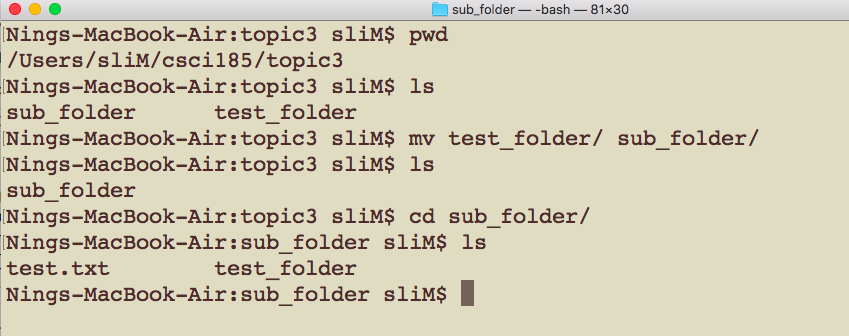 sub_folder — -bash — 81×30
Nings-MacBook-Air:topic3 sliM$ pwd
/Users/sliM/csci185/topic3
Nings-MacBook-Air:topic3 sliM$ ls
sub_folder      test_folder
Nings-MacBook-Air:topic3 sliM$ mv test_folder/ sub_folder/
Nings-MacBook-Air:topic3 sliM$ ls
sub_folder
Nings-MacBook-Air:topic3 sliM$ cd sub_folder/
Nings-MacBook-Air:sub_folder sliM$ ls
test.txt        test_folder
Nings-MacBook-Air:sub_folder sliM$